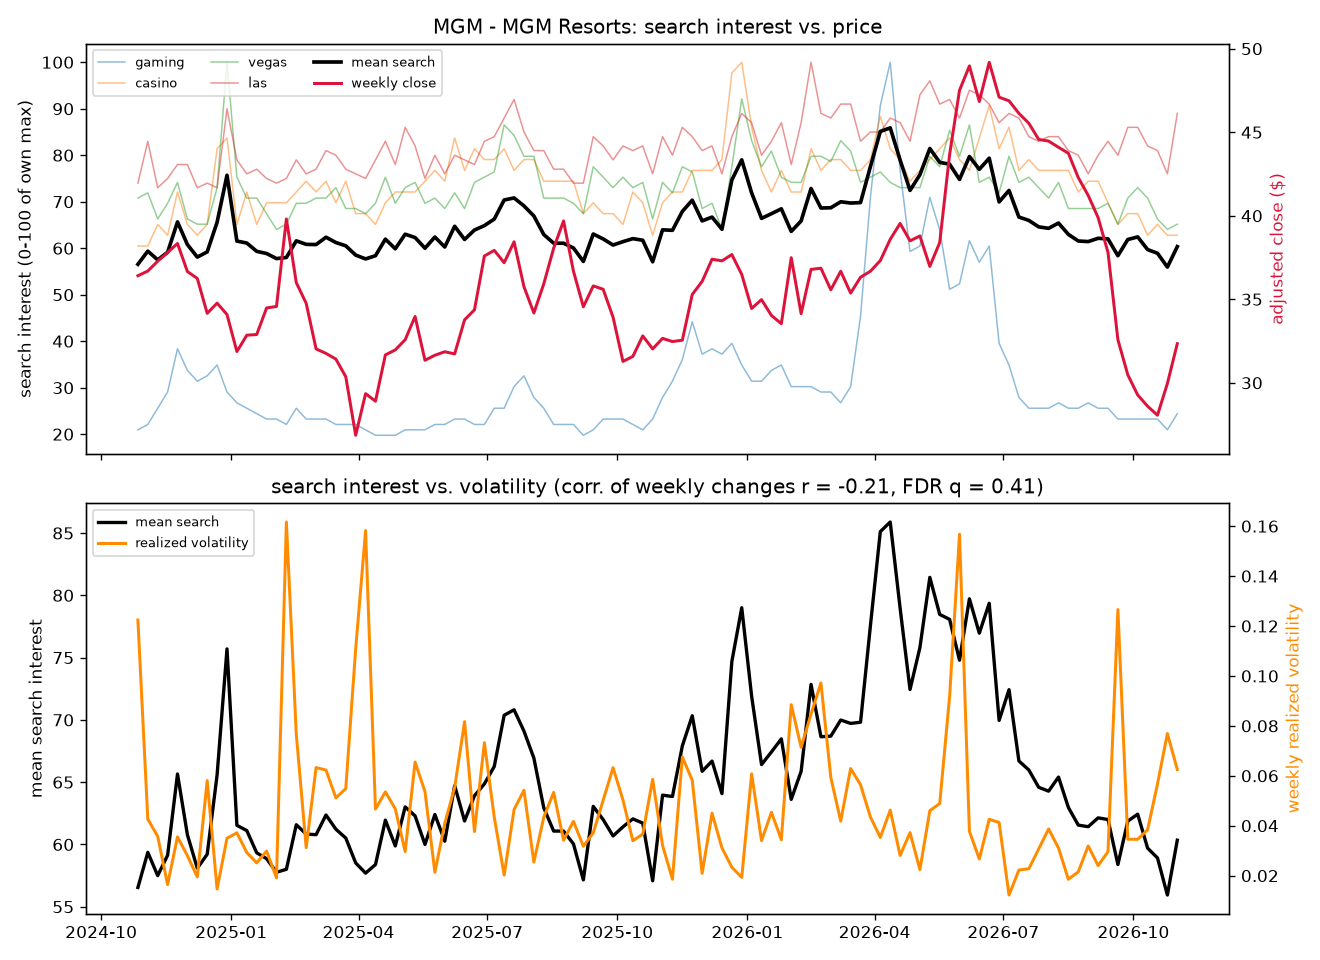 MGM - MGM Resorts: search interest vs. price
gaming
casino
vegas
las
mean search
weekly close
search interest (0-100 of own max)
100
90
80
70
60
50
40
30
20
adjusted close ($)
50
45
40
35
30
search interest vs. volatility (corr. of weekly changes r = -0.21, FDR q = 0.41)
mean search
realized volatility
mean search interest
85
80
75
70
65
60
55
weekly realized volatility
0.16
0.14
0.12
0.10
0.08
0.06
0.04
0.02
2024-10
2025-01
2025-04
2025-07
2025-10
2026-01
2026-04
2026-07
2026-10